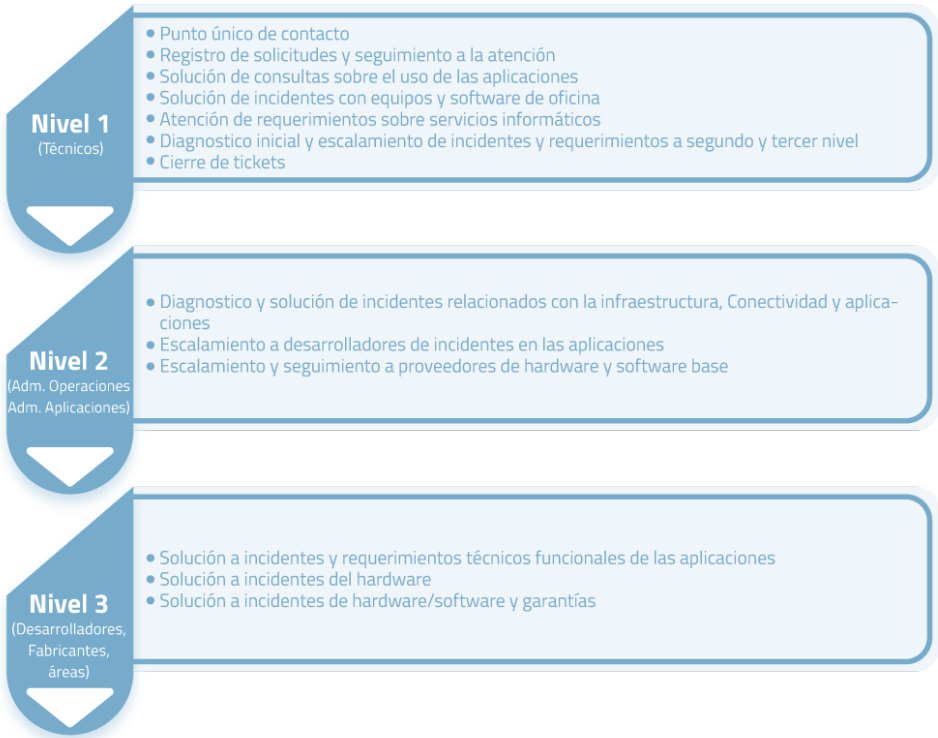 Nivel 1
(Técnicos)
• Punto único de contacto
• Registro de solicitudes y seguimiento a la atención
• Solución de consultas sobre el uso de las aplicaciones
• Solución de incidentes con equipos y software de oficina
• Atención de requerimientos sobre servicios informáticos
• Diagnostico inicial y escalamiento de incidentes y requerimientos a segundo y tercer nivel
• Cierre de tickets
Nivel 2
(Adm. Operaciones
Adm. Aplicaciones)
• Diagnostico y solución de incidentes relacionados con la infraestructura, Conectividad y aplica-
ciones
• Escalamiento a desarrolladores de incidentes en las aplicaciones
• Escalamiento y seguimiento a proveedores de hardware y software base
Nivel 3
(Desarrolladores,
Fabricantes,
áreas)
• Solución a incidentes y requerimientos técnicos funcionales de las aplicaciones
• Solución a incidentes del hardware
• Solución a incidentes de hardware/software y garantías